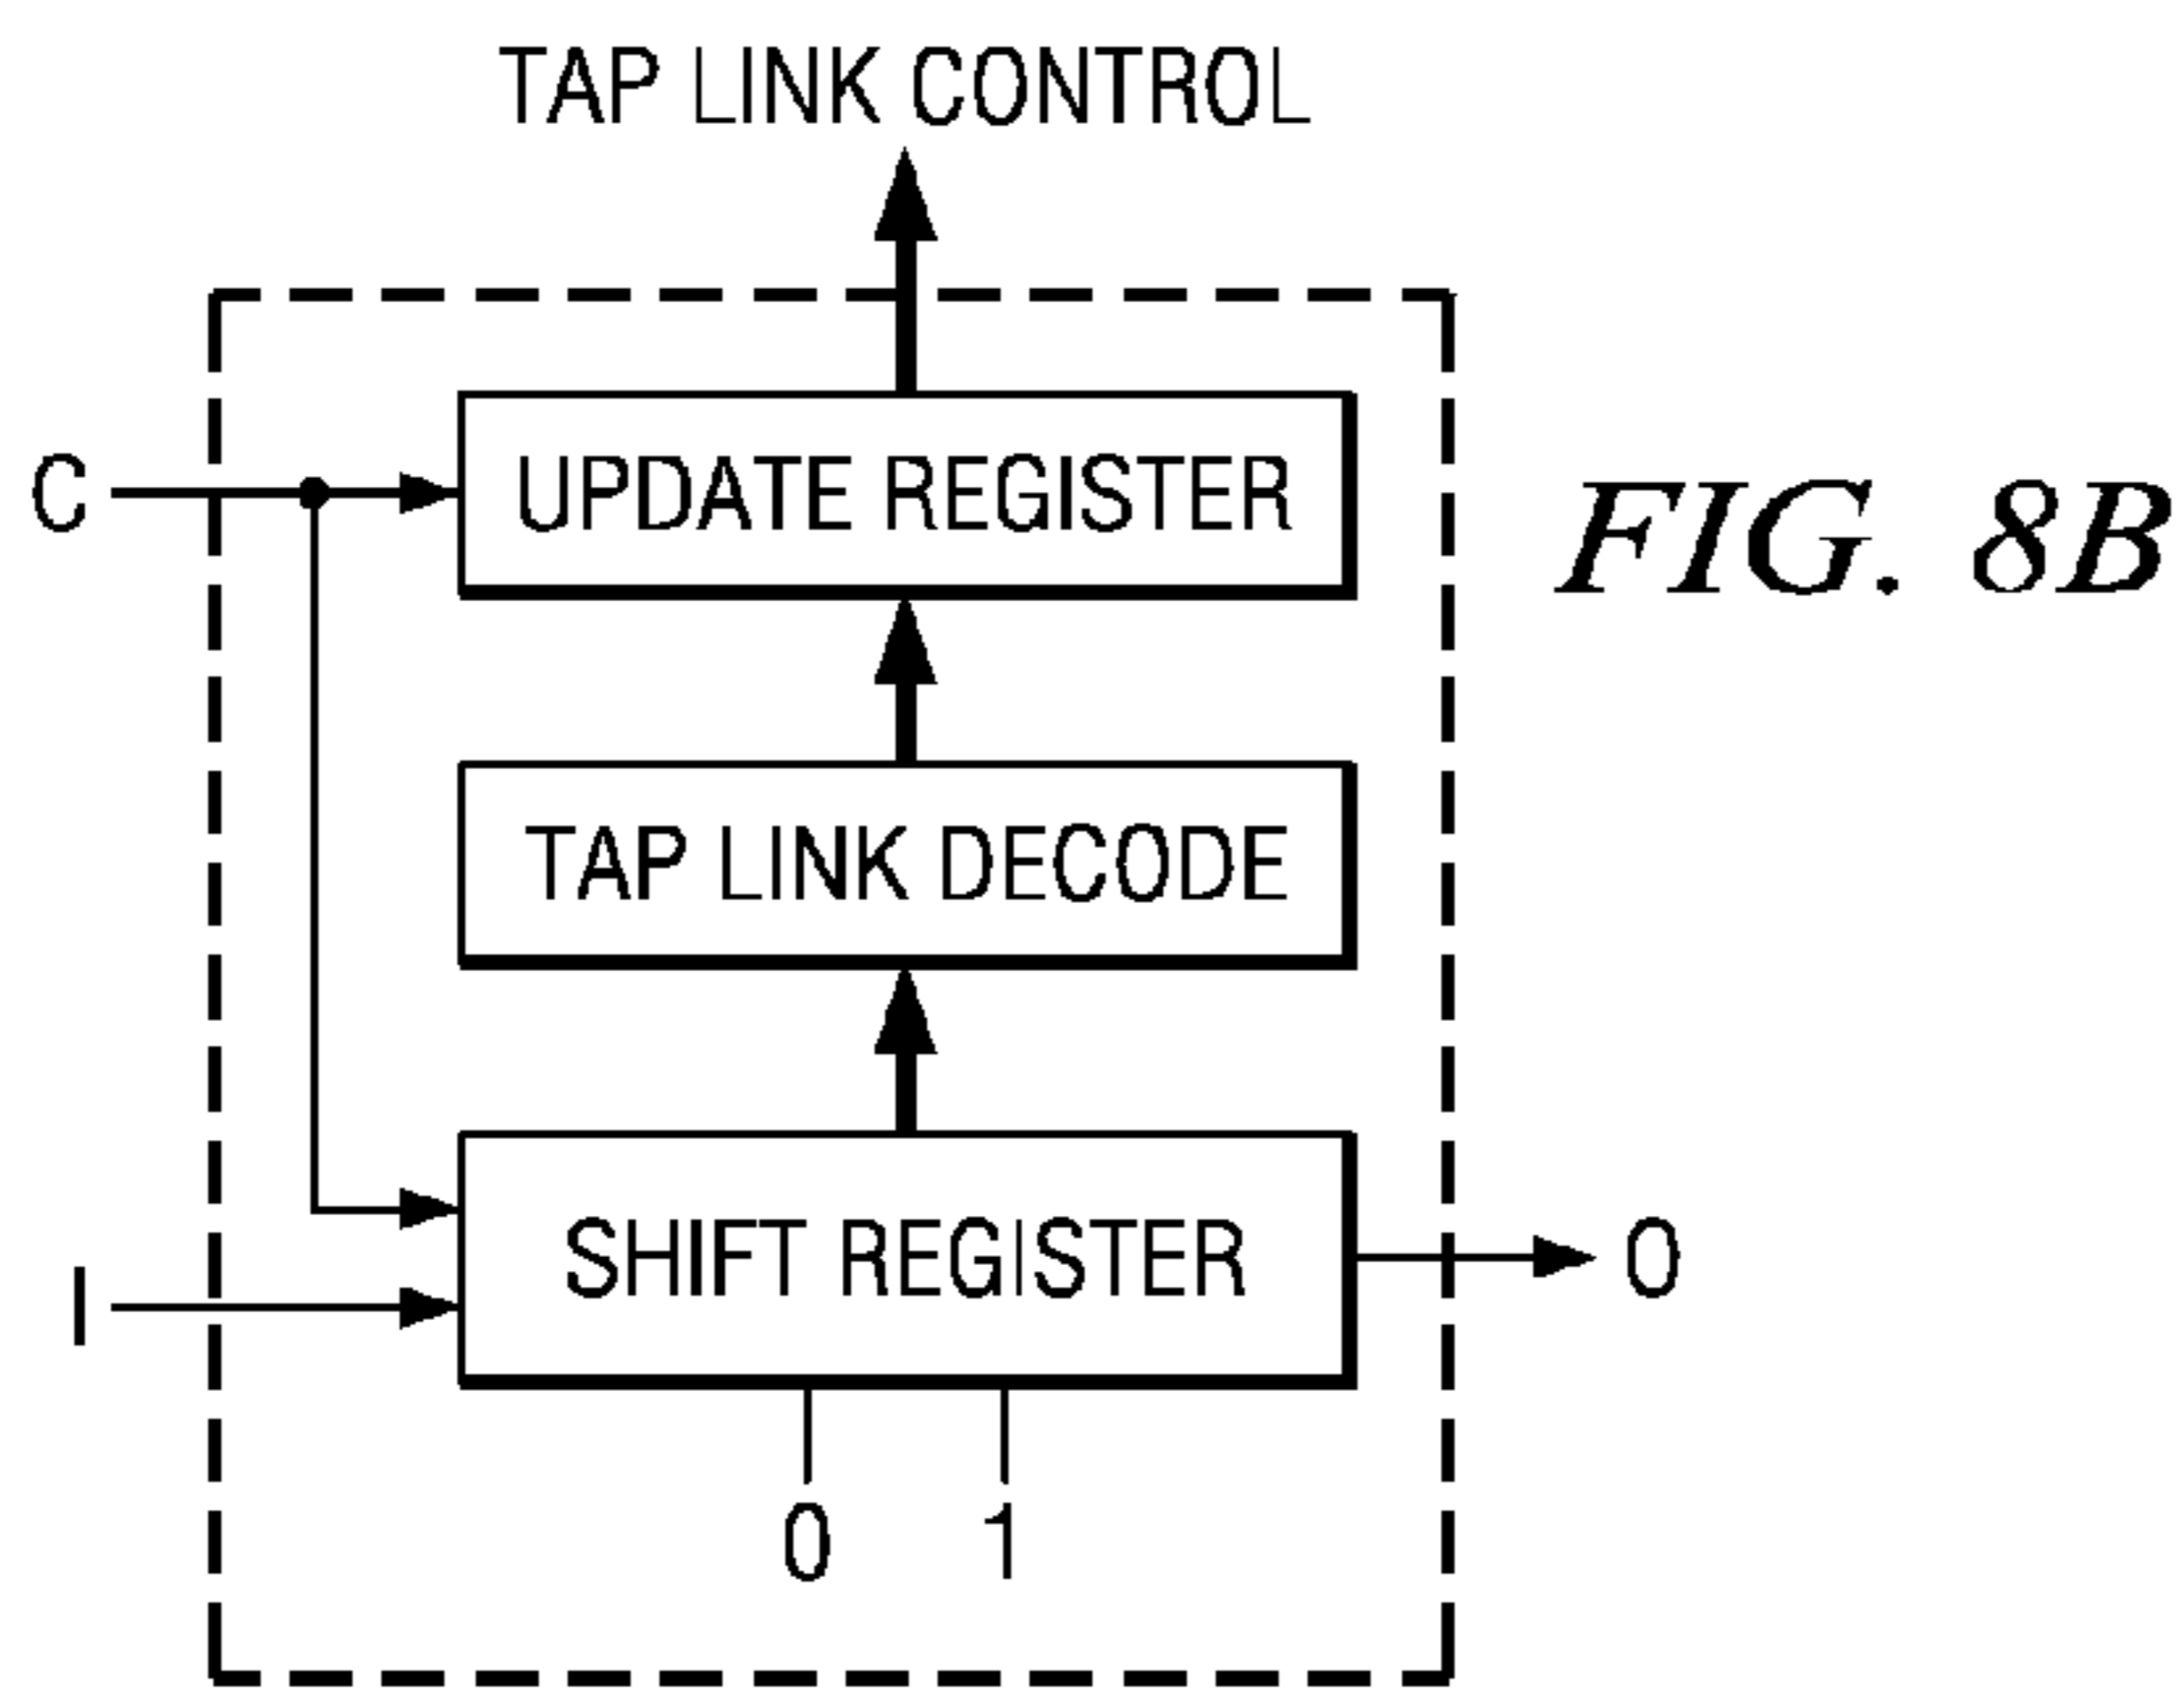 TAP LINK CONTROL
C
UPDATE REGISTER
FIG. 8B
TAP LINK DECODE
SHIFT REGISTER
I
O
0 1